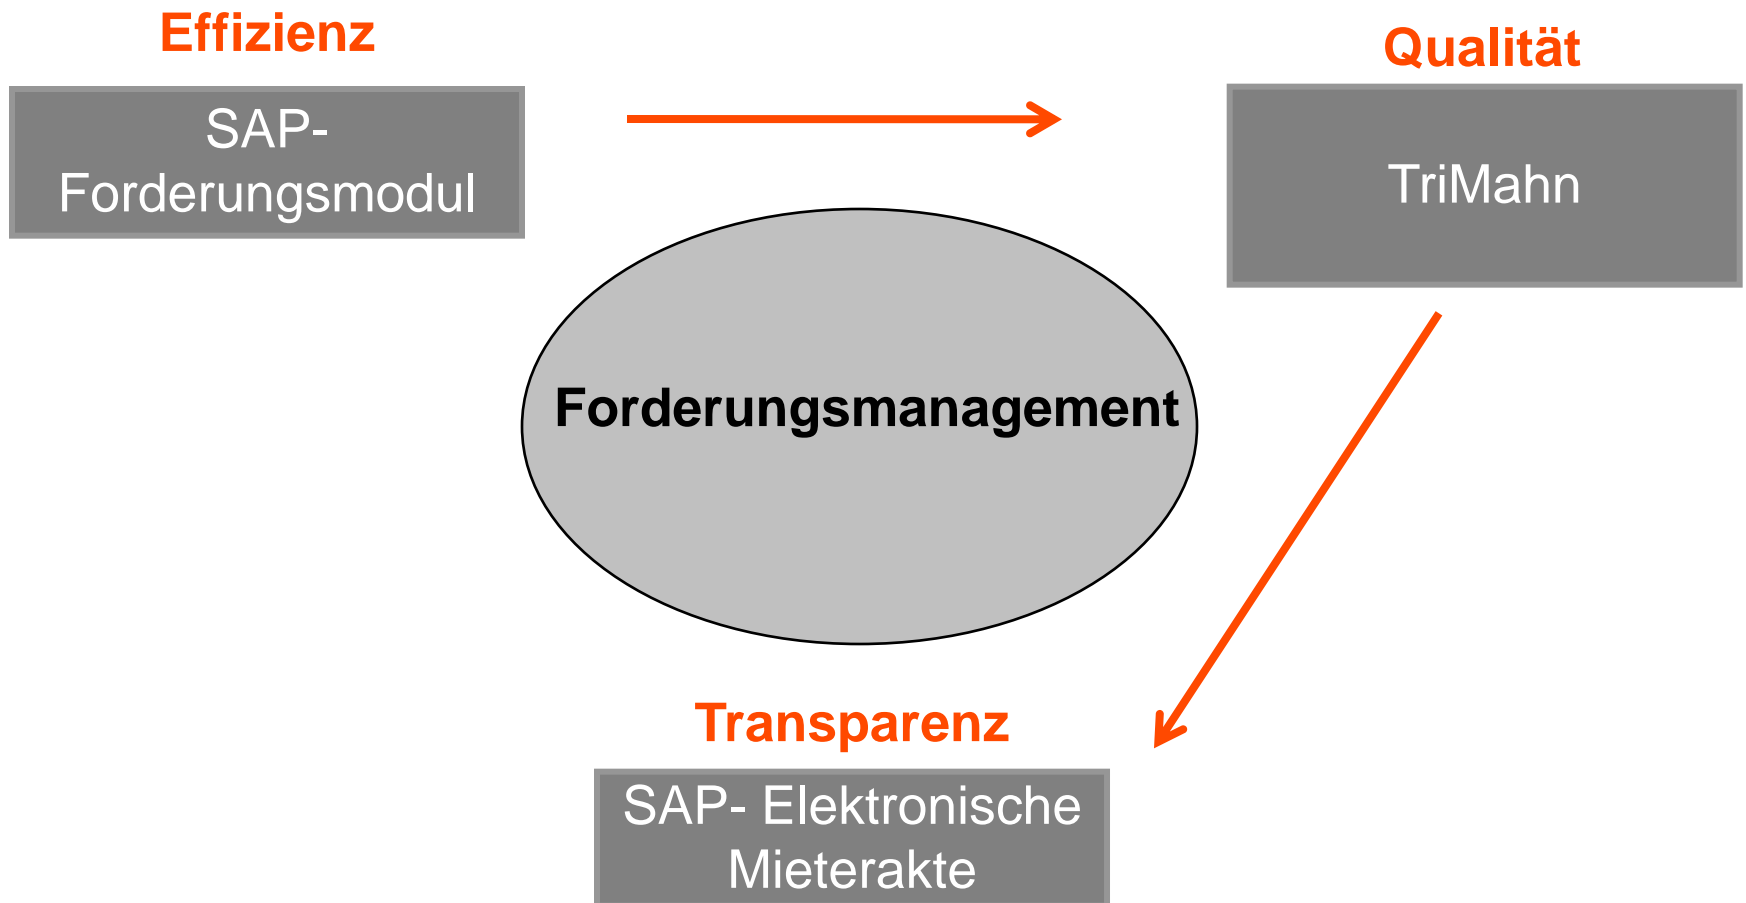 Effizienz
SAP-
Forderungsmodul
Qualität
TriMahn
Forderungsmanagement
Transparenz
SAP- Elektronische
Mieterakte